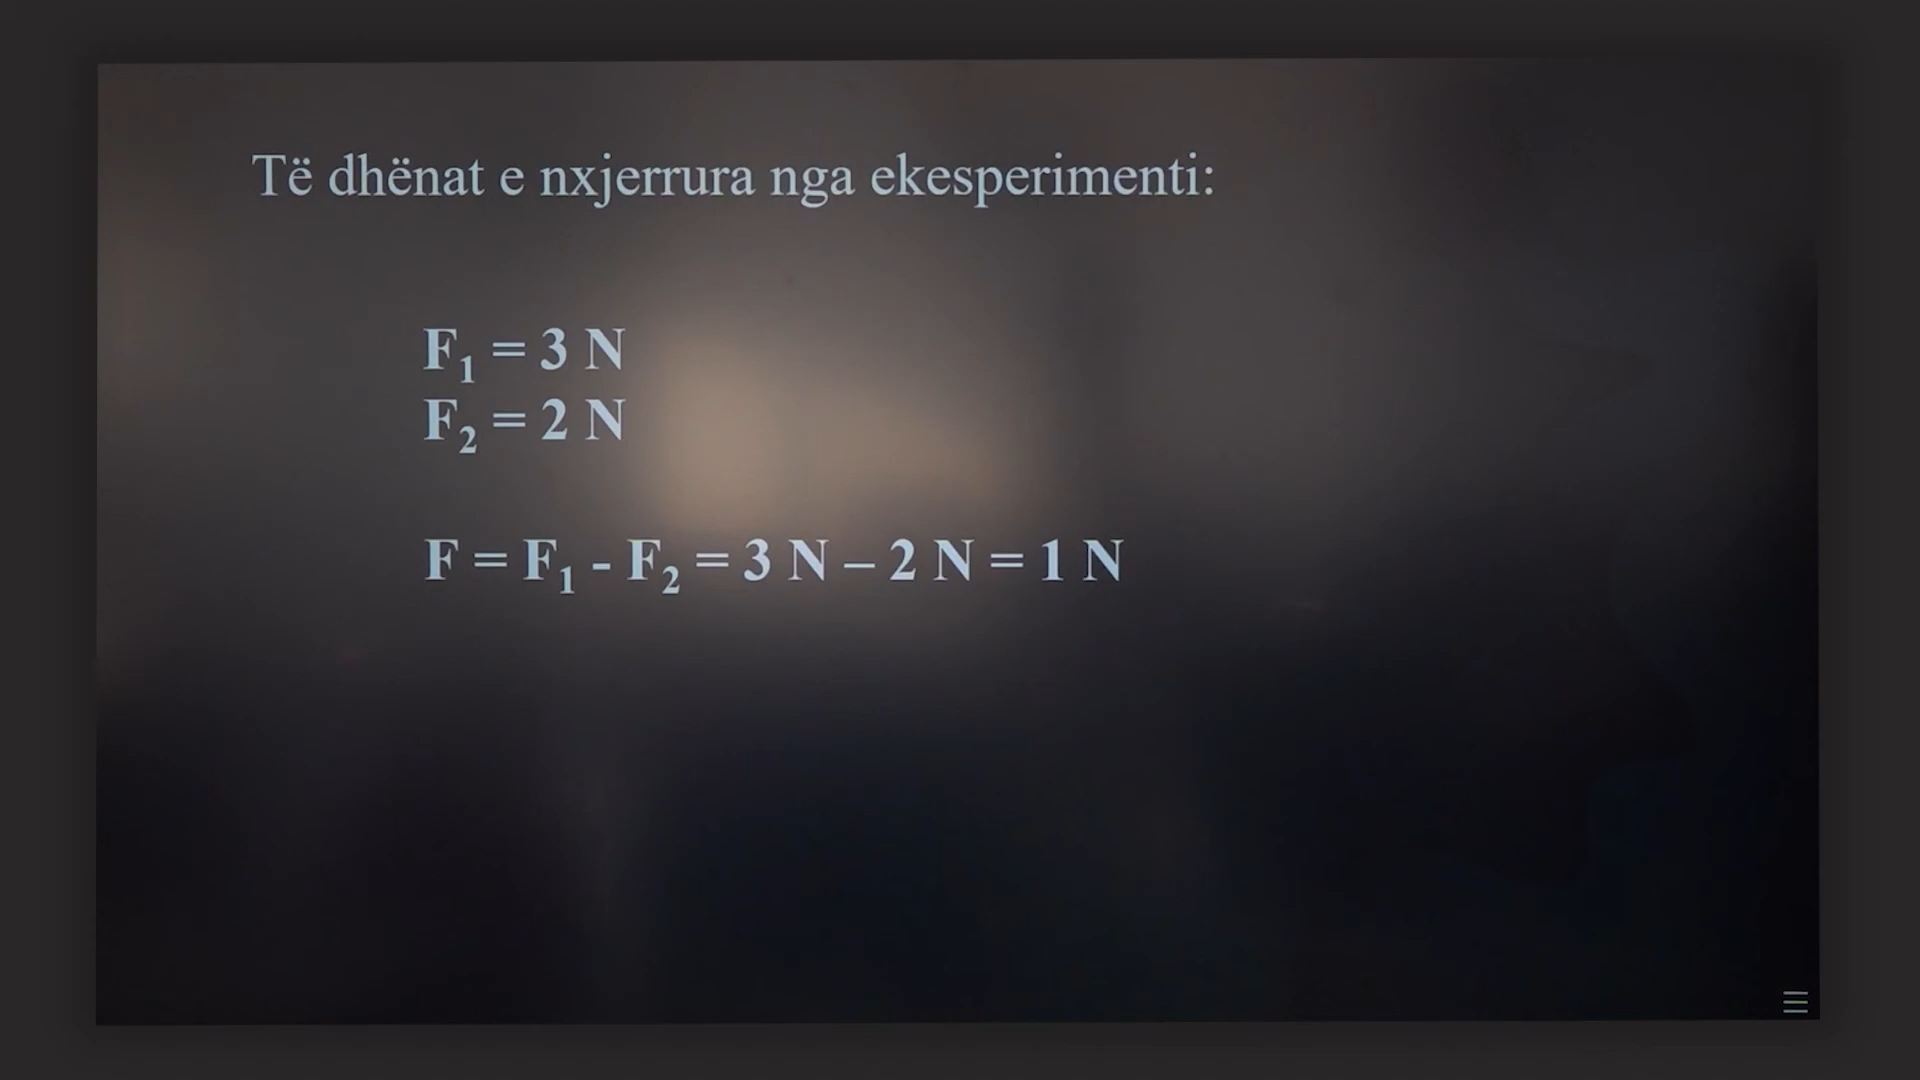 Të dhënat e nxjerrura nga ekesperimenti:
F₁ = 3 N
F₂ = 2 N
F = F₁ - F₂ = 3 N – 2 N = 1 N